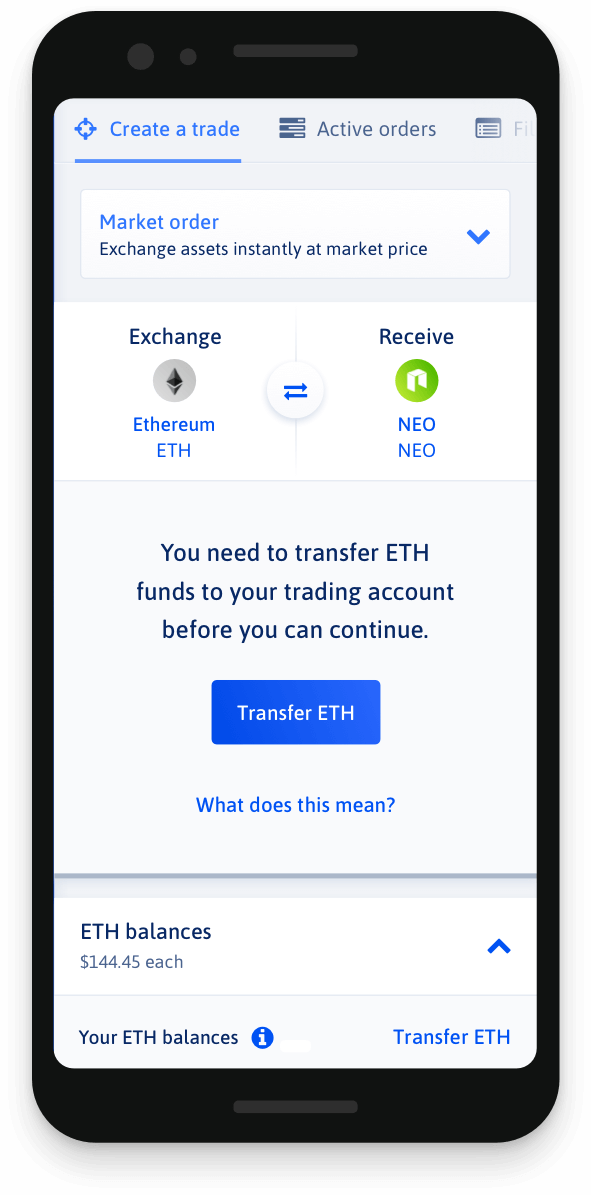 Create a trade
Active orders
Market order
Exchange assets instantly at market price
Exchange
Receive
Ethereum
ETH
NEO
NEO
You need to transfer ETH
funds to your trading account
before you can continue.
Transfer ETH
What does this mean?
ETH balances
$144.45 each
Your ETH balances
Transfer ETH